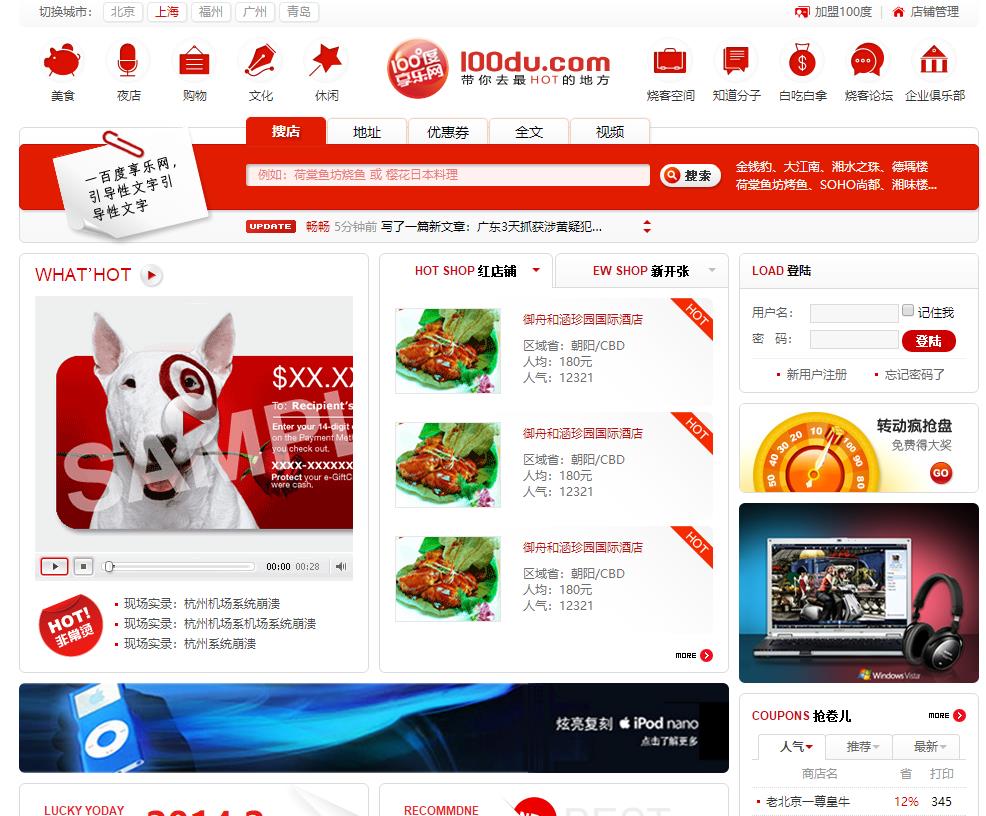 切换城市： 北京 上海 福州 广州 青岛
加盟100度 店铺管理
美食 夜店 购物 文化 休闲
100°度
享乐网
100du.com
带你去最HOT的地方
烧客空间 知道分子 白吃白拿 烧客论坛 企业俱乐部
搜店 地址 优惠券 全文 视频
一百度享乐网，
引导性文字引
导性文字
例如：荷棠鱼坊烧鱼 或 樱花日本料理
搜索
金钱豹、大江南、湘水之珠、德瑀楼
荷棠鱼坊烤鱼、SOHO尚都、湘味楼...
UPDATE 畅畅 5分钟前 写了一篇新文章：广东3天抓获涉黄疑犯...
WHAT'HOT
$XX.XX
To: Recipient's
Enter your 14-digit
on the Payment Met
you check out.
XXXX-XXXXXX
Protect your e-GiftC
were cash.
SAMPL
00:00 00:28
HOT!
非常烫
现场实录：杭州机场系统崩溃
现场实录：杭州机场系机场系统崩溃
现场实录：杭州系统崩溃
HOT SHOP 红店铺
EW SHOP 新开张
御舟和涵珍园国际酒店
区域省：朝阳/CBD
人均：180元
人气：12321
HOT
御舟和涵珍园国际酒店
区域省：朝阳/CBD
人均：180元
人气：12321
HOT
御舟和涵珍园国际酒店
区域省：朝阳/CBD
人均：180元
人气：12321
HOT
MORE
LOAD 登陆
用户名： 记住我
密 码： 登陆
新用户注册 忘记密码了
转动疯抢盘
免费得大奖
GO
50 40 30 20 10 100 90 80
Windows Vista
炫亮复刻 iPod nano
点击了解更多
COUPONS 抢卷儿
MORE
人气 推荐 最新
商店名 省 打印
老北京一尊皇牛 12% 345
LUCKY YODAY
RECOMMDNE
BEST